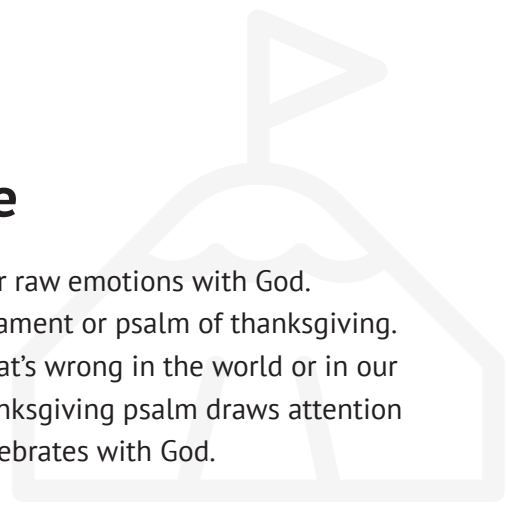 e
r raw emotions with God.
ament or psalm of thanksgiving.
at’s wrong in the world or in our
nksgiving psalm draws attention
ebrates with God.